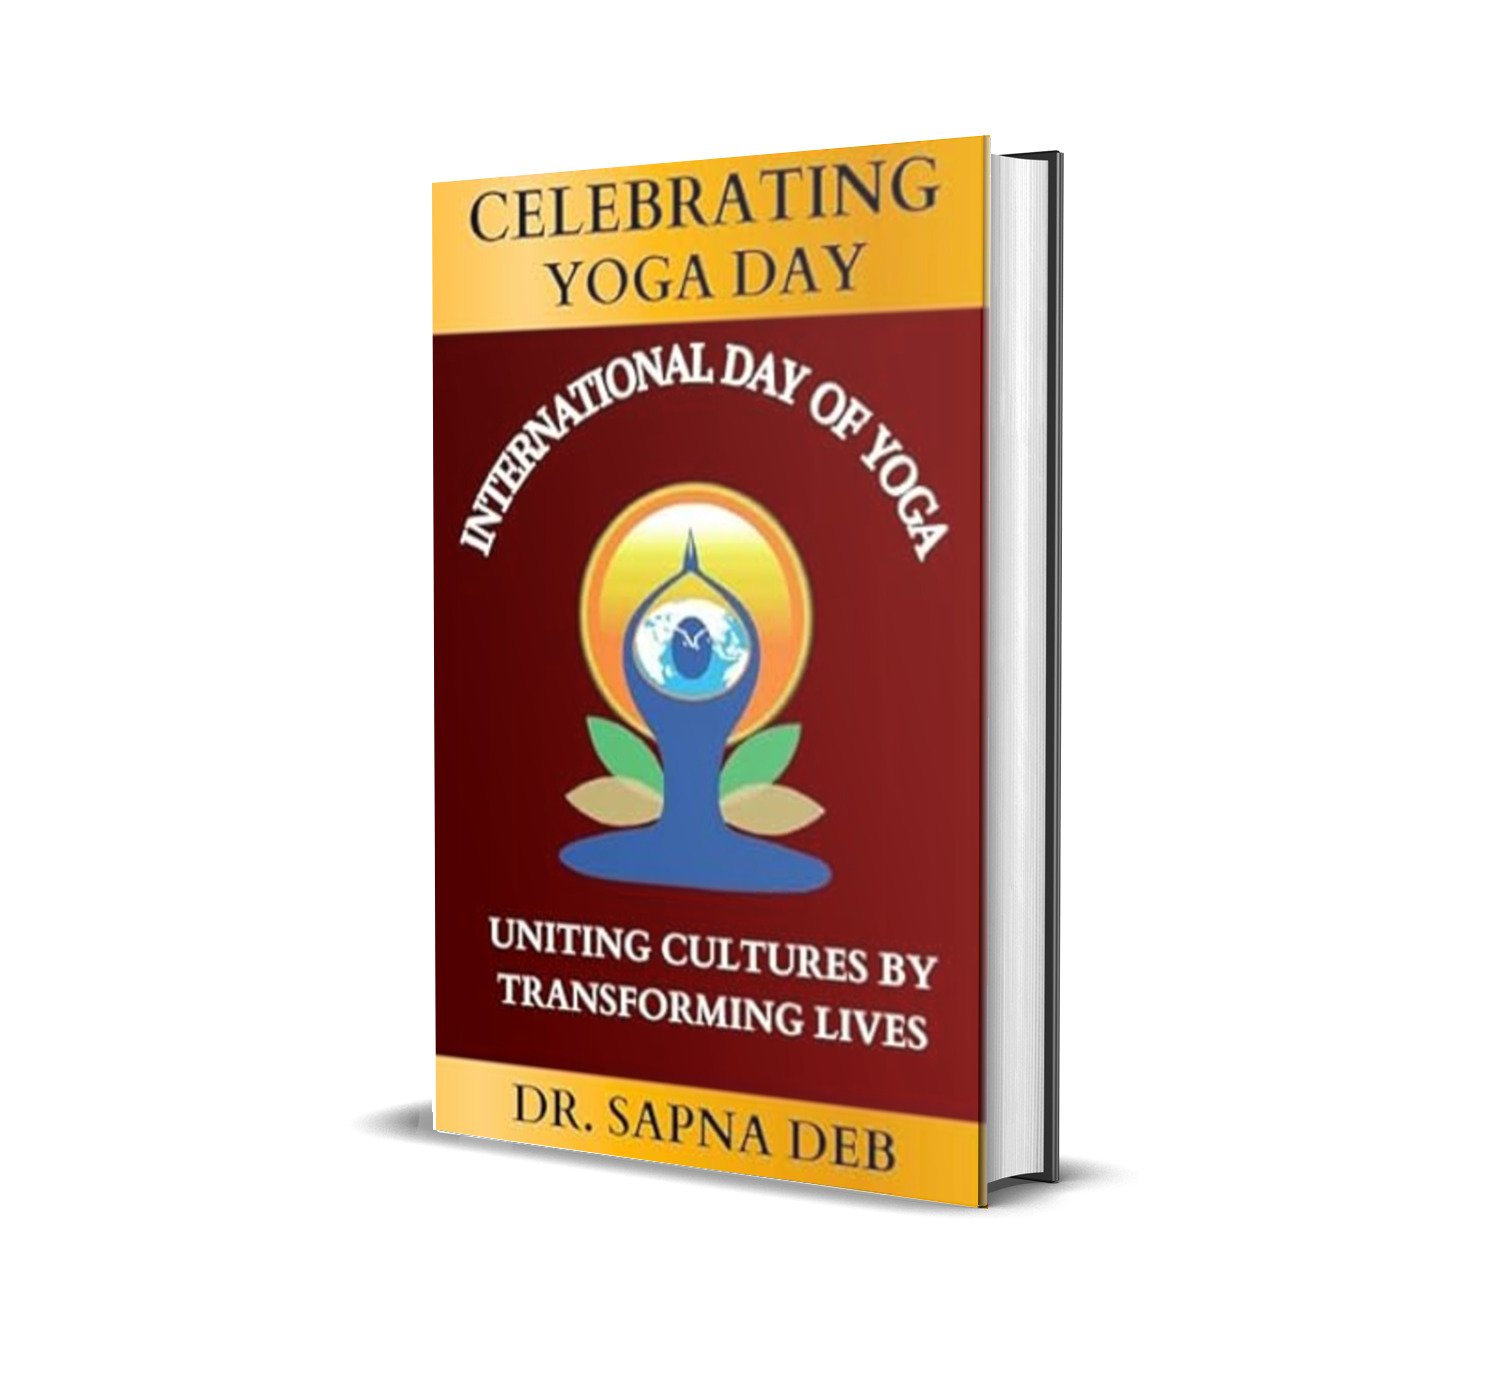 CELEBRATING
YOGA DAY
INTERNATIONAL DAY OF YOGA
UNITING CULTURES BY
TRANSFORMING LIVES
DR. SAPNA DEB